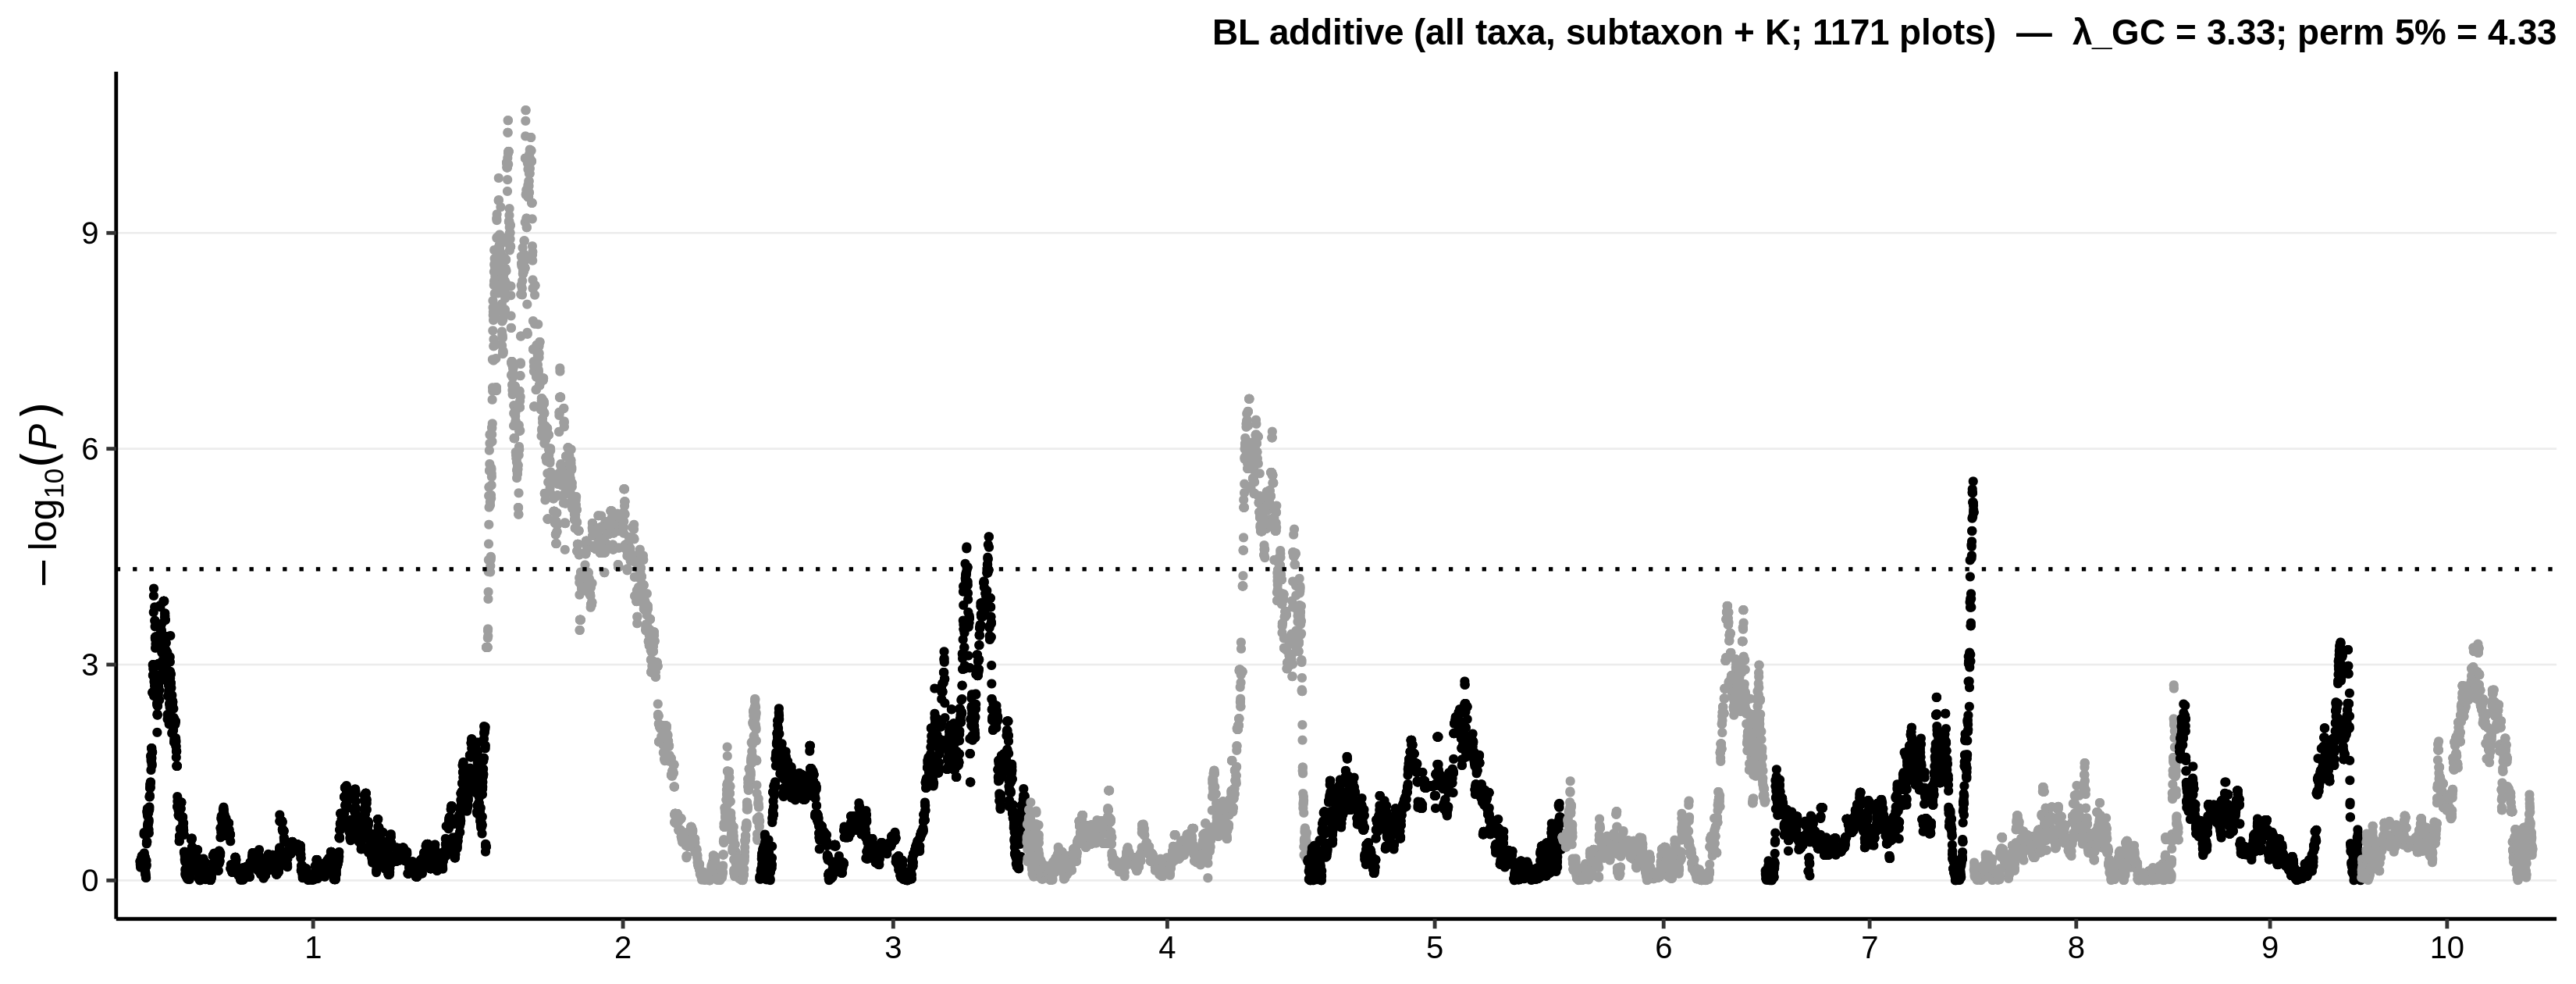 BL additive (all taxa, subtaxon + K; 1171 plots) — λ_GC = 3.33; perm 5% = 4.33
− log10(P)
9
6
3
0
1 2 3 4 5 6 7 8 9 10